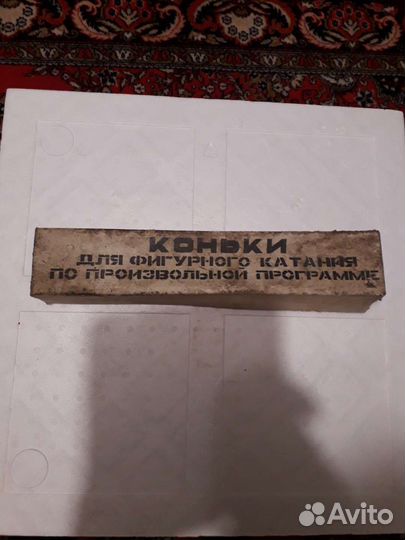 КОНЬКИ
ДЛЯ ФИГУРНОГО КАТАНИЯ
ПО ПРОИЗВОЛЬНОЙ ПРОГРАММЕ
Avito